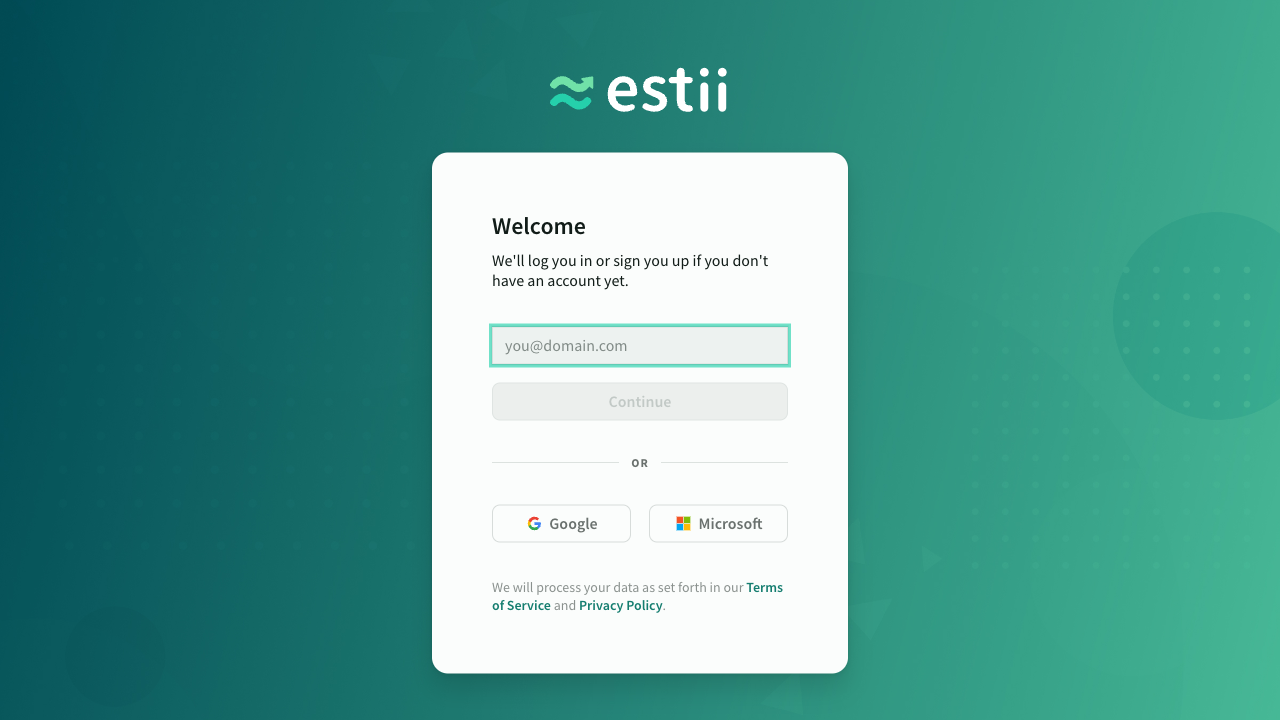 estii
Welcome
We'll log you in or sign you up if you don't
have an account yet.
you@domain.com
Continue
OR
Google
Microsoft
We will process your data as set forth in our Terms
of Service and Privacy Policy.